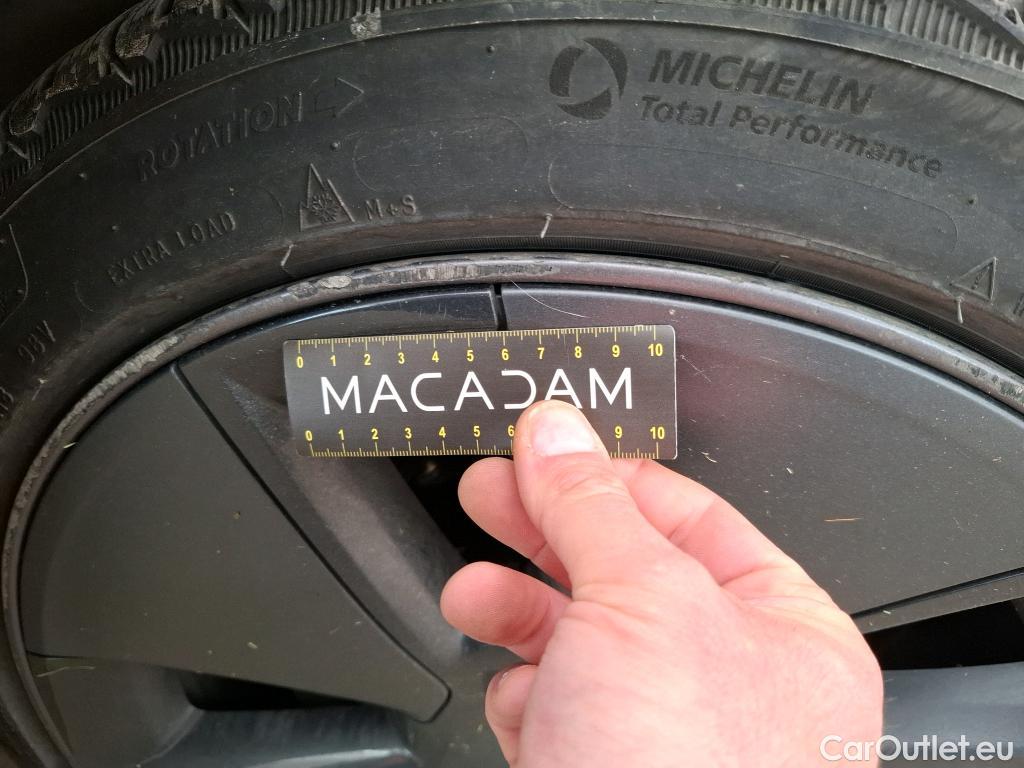 MICHELIN
Total Performance
ROTATION
EXTRA LOAD
M+S
98V
0 1 2 3 4 5 6 7 8 9 10
MACADAM
0 1 2 3 4 5 6 9 10
CarOutlet.eu